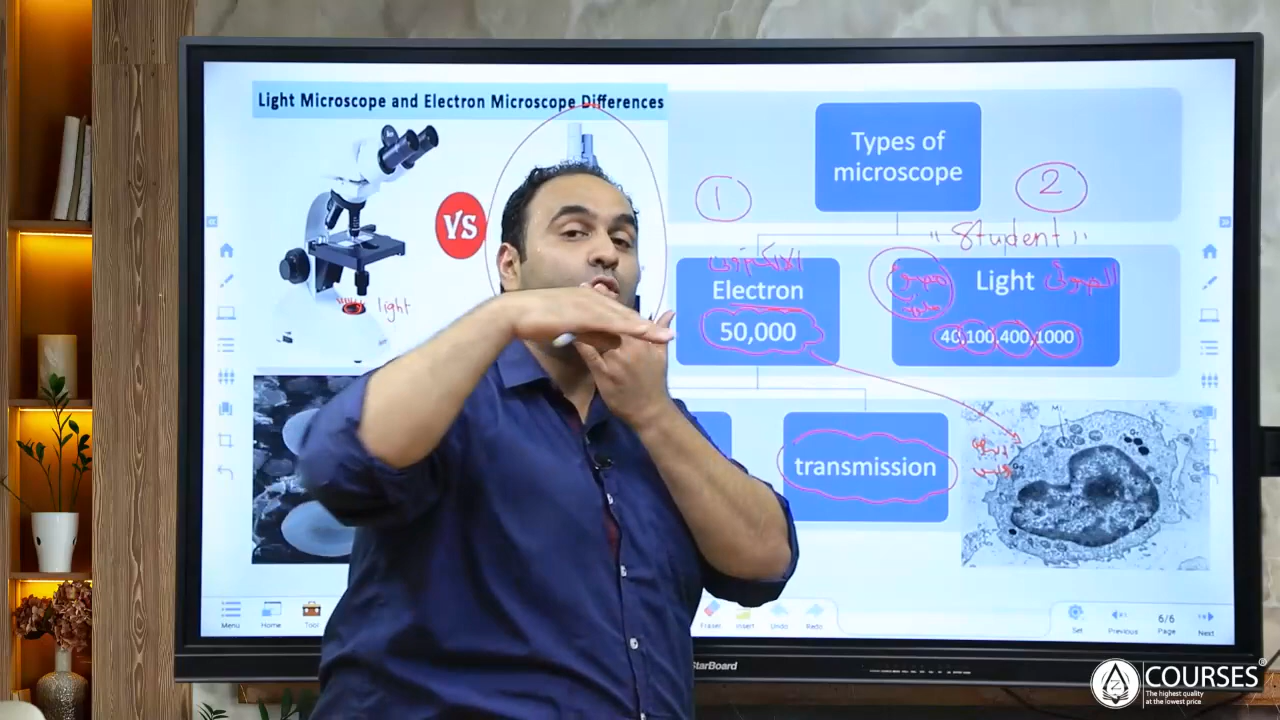 Light Microscope and Electron Microscope Differences
VS
light
Types of
microscope
1
2
"Student"
الالكتروني
Electron
50,000
Light الضوئي
40,100,400,1000
transmission
M
Menu
Home
Tool
Eraser
Insert
Undo
Redo
Set
Previous
6/6
Page
Next
StarBoard
COURSES®
The highest quality
at the lowest price